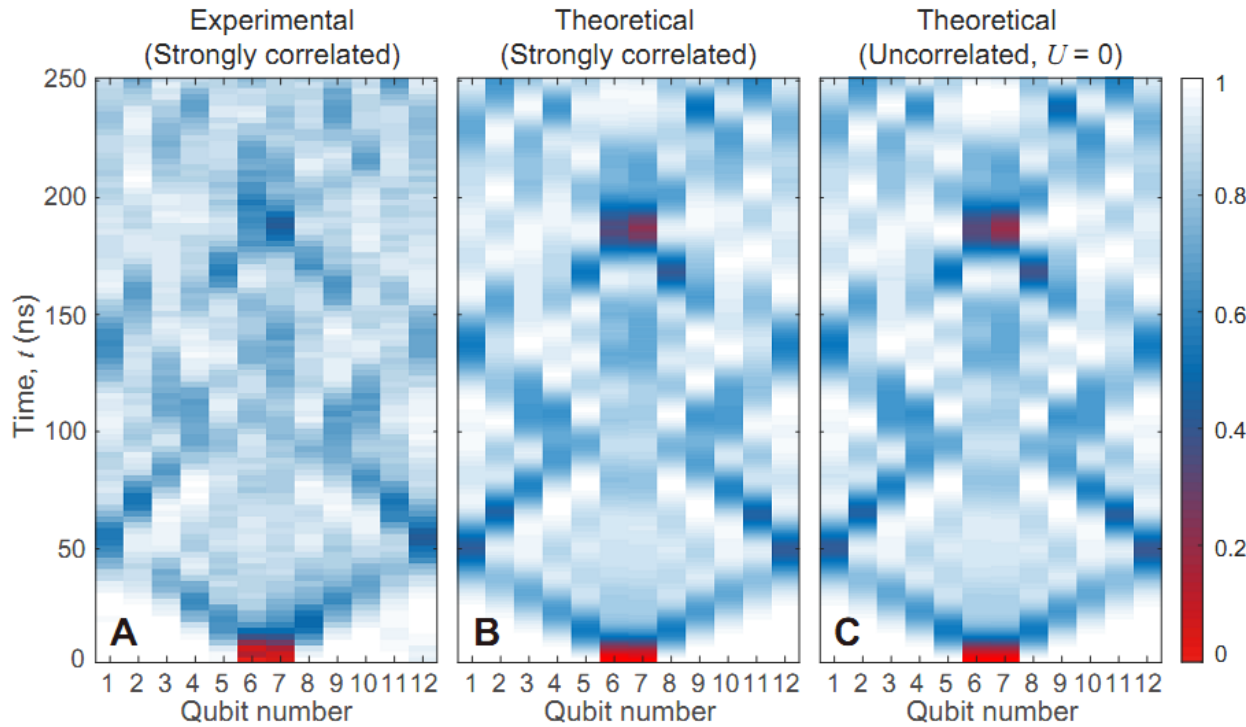 Experimental
(Strongly correlated)
Theoretical
(Strongly correlated)
Theoretical
(Uncorrelated, U = 0)
Time, t (ns)
250
200
150
100
50
0
A
B
C
1 2 3 4 5 6 7 8 9 10 11 12
1 2 3 4 5 6 7 8 9 10 11 12
1 2 3 4 5 6 7 8 9 10 11 12
Qubit number
Qubit number
Qubit number
1
0.8
0.6
0.4
0.2
0